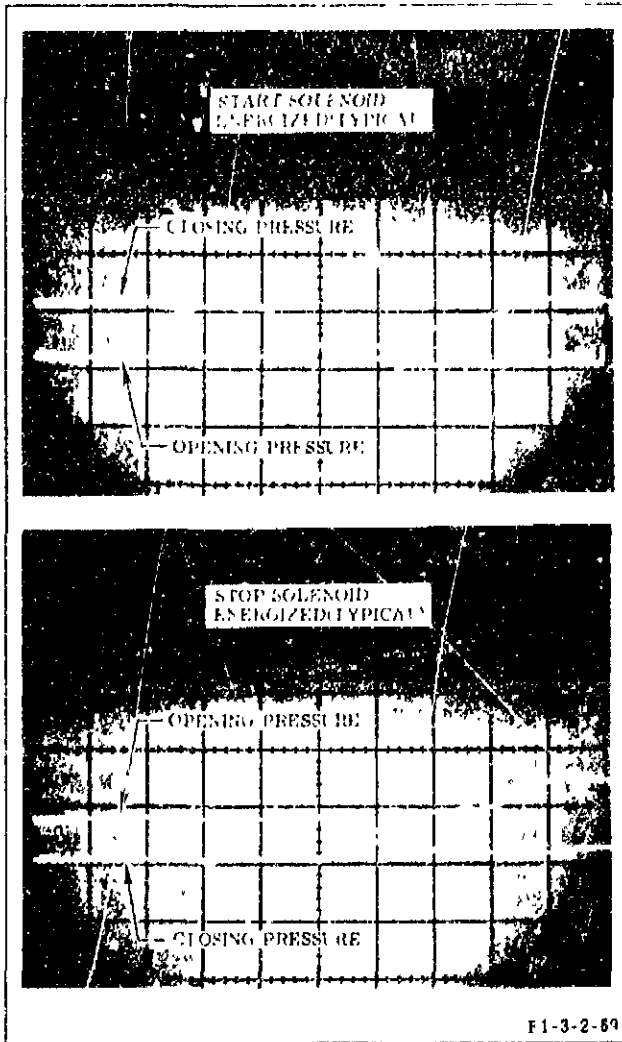 START SOLENOID
ENERGIZED(TYPICAL)
CLOSING PRESSURE
OPENING PRESSURE
STOP SOLENOID
ENERGIZED(TYPICAL)
OPENING PRESSURE
CLOSING PRESSURE
F1-3-2-69